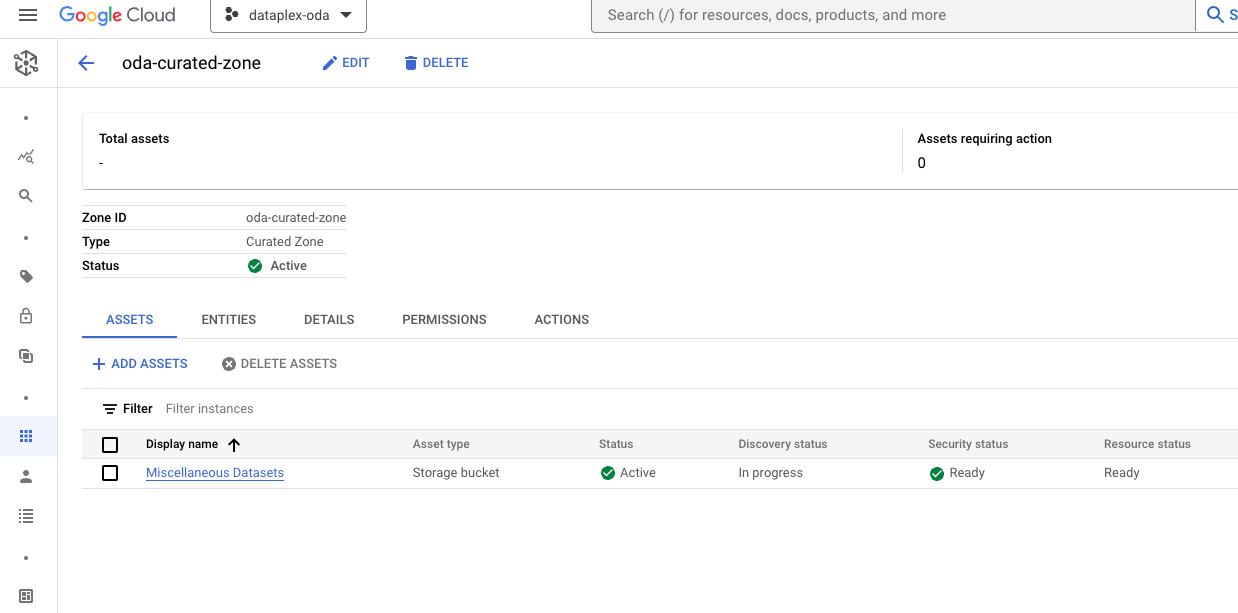 Google Cloud dataplex-oda Search (/) for resources, docs, products, and more S
oda-curated-zone EDIT DELETE
Total assets Assets requiring action
- 0
Zone ID oda-curated-zone
Type Curated Zone
Status Active
ASSETS ENTITIES DETAILS PERMISSIONS ACTIONS
ADD ASSETS DELETE ASSETS
Filter Filter instances
Display name Asset type Status Discovery status Security status Resource status
Miscellaneous Datasets Storage bucket Active In progress Ready Ready